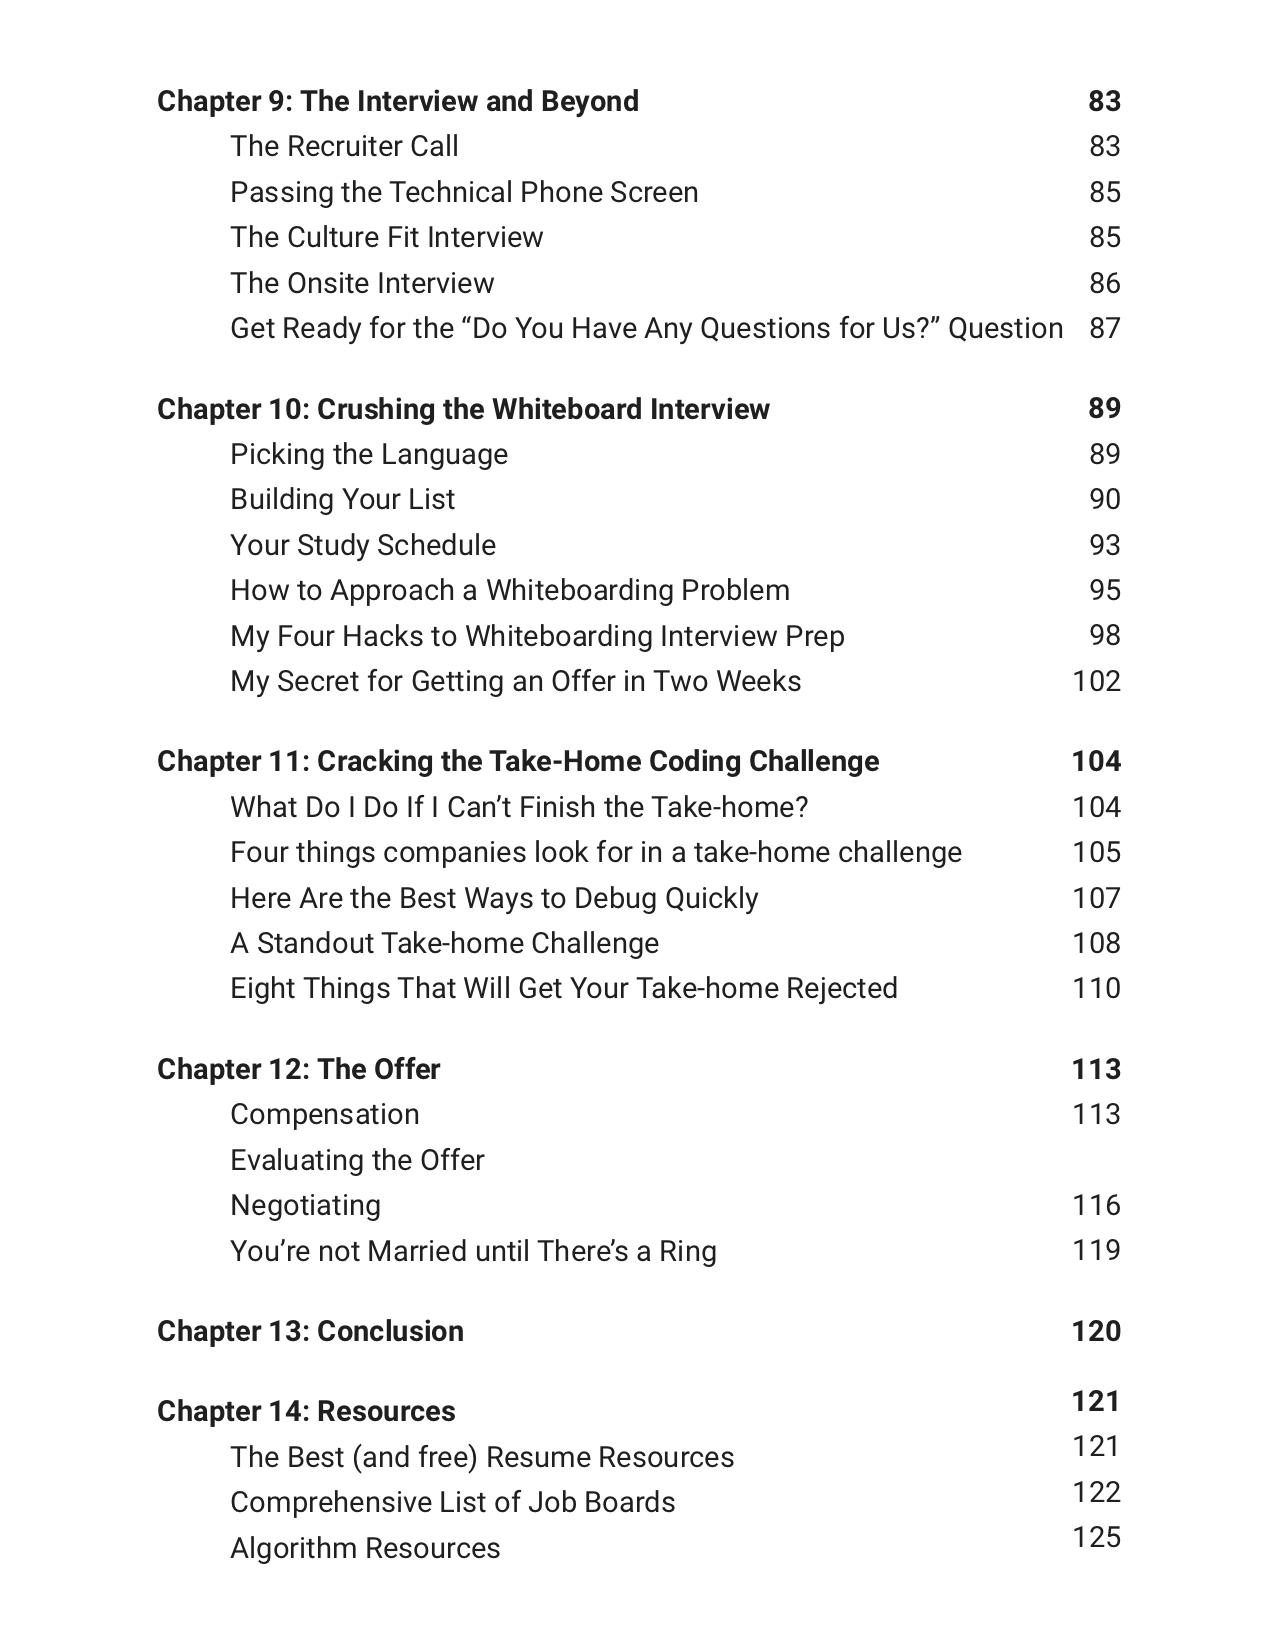 Chapter 9: The Interview and Beyond 83
The Recruiter Call 83
Passing the Technical Phone Screen 85
The Culture Fit Interview 85
The Onsite Interview 86
Get Ready for the “Do You Have Any Questions for Us?” Question 87
Chapter 10: Crushing the Whiteboard Interview 89
Picking the Language 89
Building Your List 90
Your Study Schedule 93
How to Approach a Whiteboarding Problem 95
My Four Hacks to Whiteboarding Interview Prep 98
My Secret for Getting an Offer in Two Weeks 102
Chapter 11: Cracking the Take-Home Coding Challenge 104
What Do I Do If I Can’t Finish the Take-home? 104
Four things companies look for in a take-home challenge 105
Here Are the Best Ways to Debug Quickly 107
A Standout Take-home Challenge 108
Eight Things That Will Get Your Take-home Rejected 110
Chapter 12: The Offer 113
Compensation 113
Evaluating the Offer
Negotiating 116
You’re not Married until There’s a Ring 119
Chapter 13: Conclusion 120
Chapter 14: Resources 121
The Best (and free) Resume Resources 121
Comprehensive List of Job Boards 122
Algorithm Resources 125